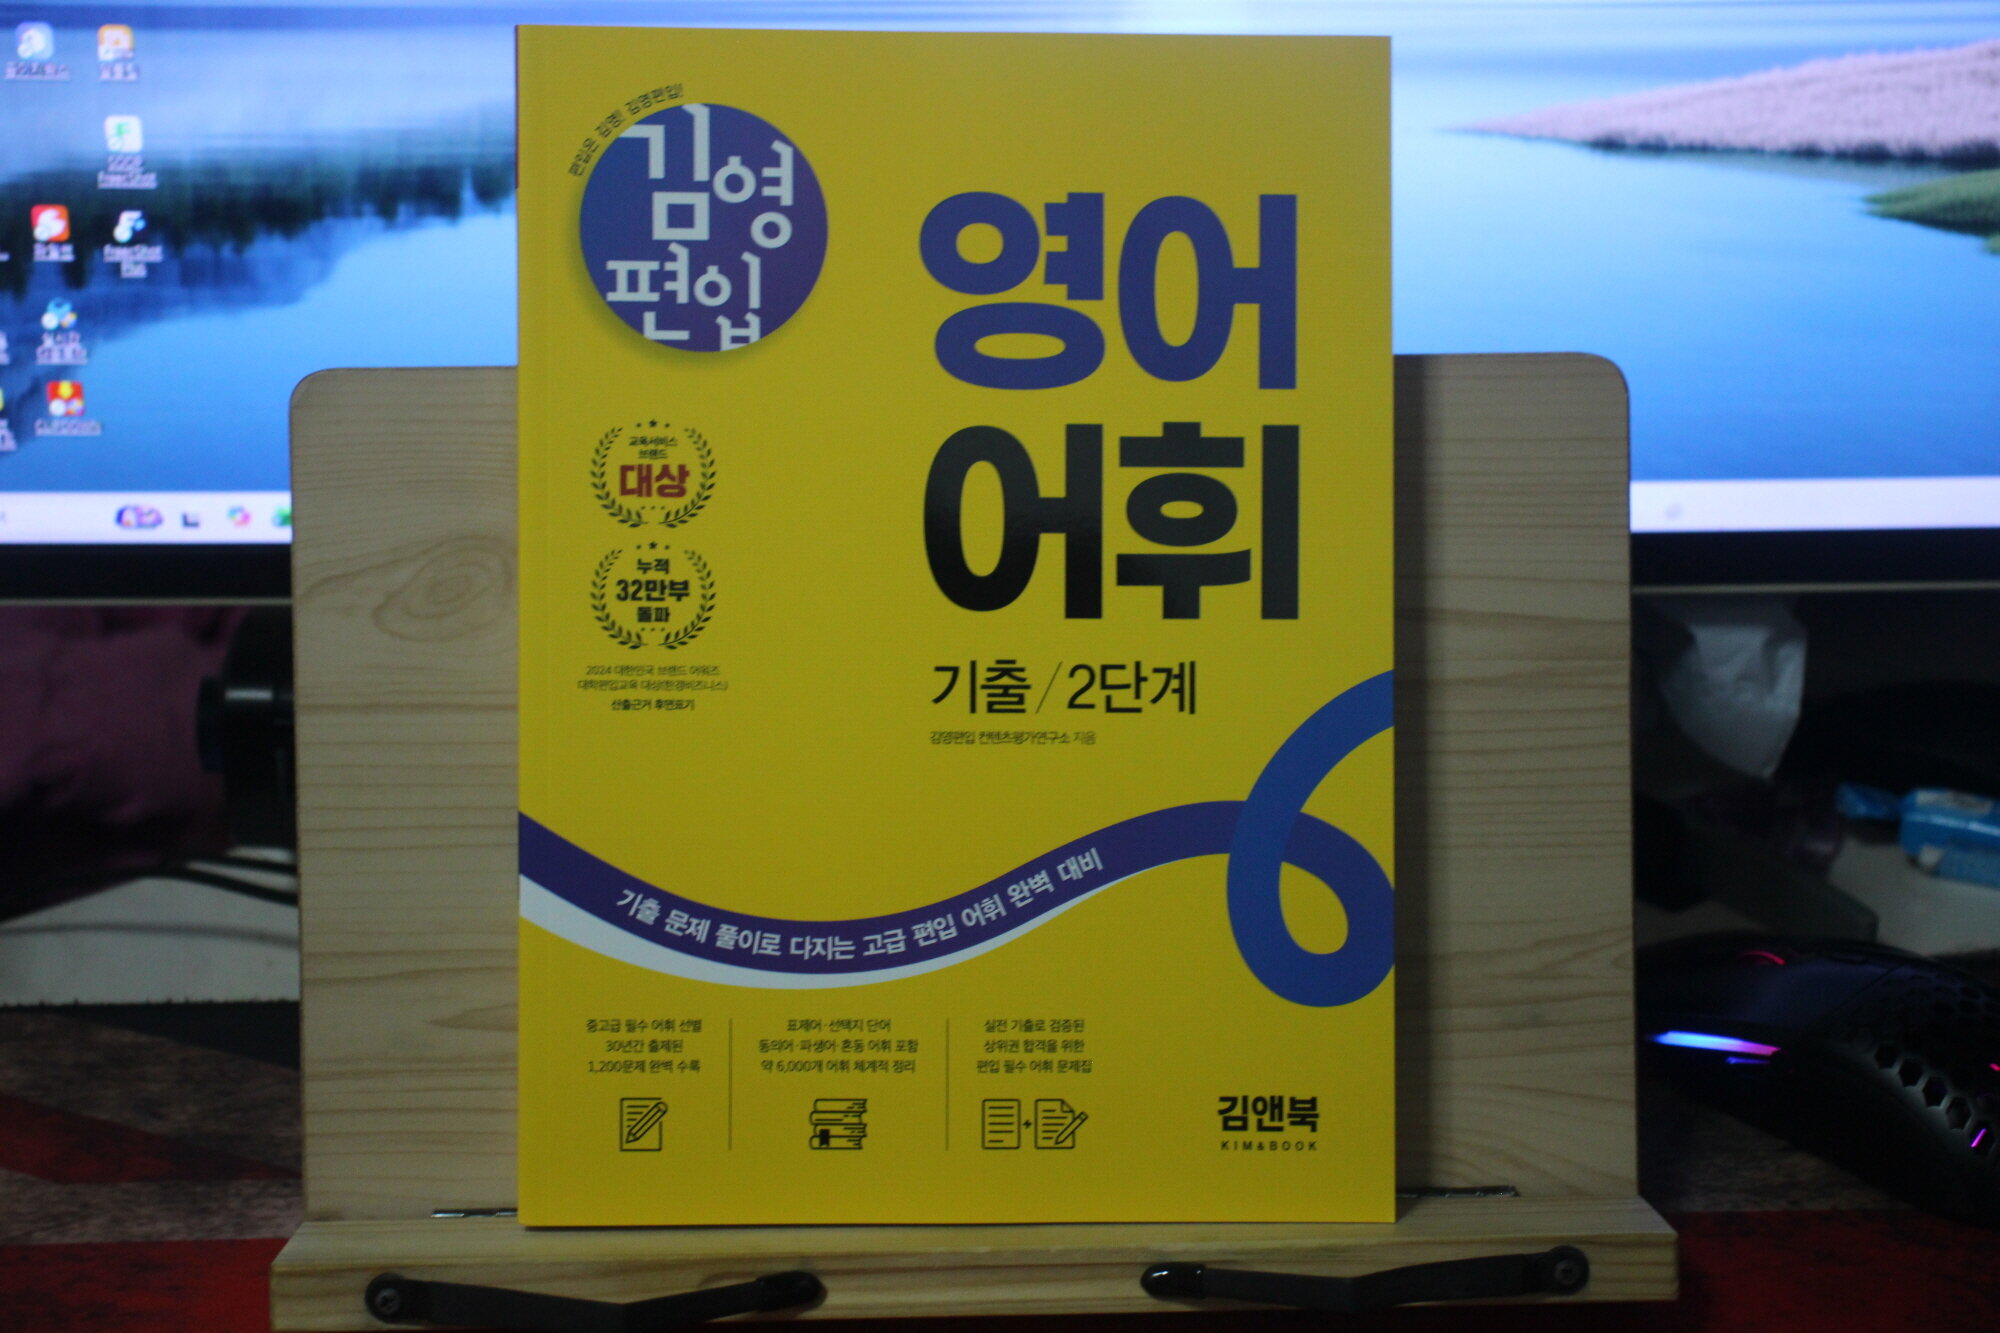 편입은 김영! 김영편입!
김영
편입
영어
어휘
기출/2단계
김영편입 컨텐츠평가연구소 지음
교육서비스
브랜드
대상
누적
32만부
돌파
2024 대한민국 브랜드 어워즈
대학편입교육 대상(한경비즈니스)
산출근거 후면표기
기출 문제 풀이로 다지는 고급 편입 어휘 완벽 대비
중고급 필수 어휘 선별
30년간 출제된
1,200문제 완벽 수록
표제어·선택지 단어
동의어·파생어·혼동 어휘 포함
약 6,000개 어휘 체계적 정리
실전 기출로 검증된
상위권 합격을 위한
편입 필수 어휘 문제집
김앤북
KIM&BOOK